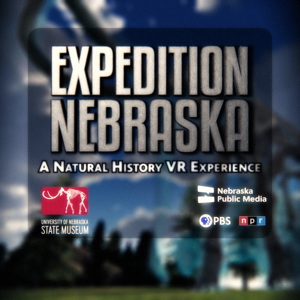 EXPEDITION
NEBRASKA
A NATURAL HISTORY VR EXPERIENCE
UNIVERSITY OF NEBRASKA
STATE MUSEUM
Nebraska
Public Media
PBS
npr